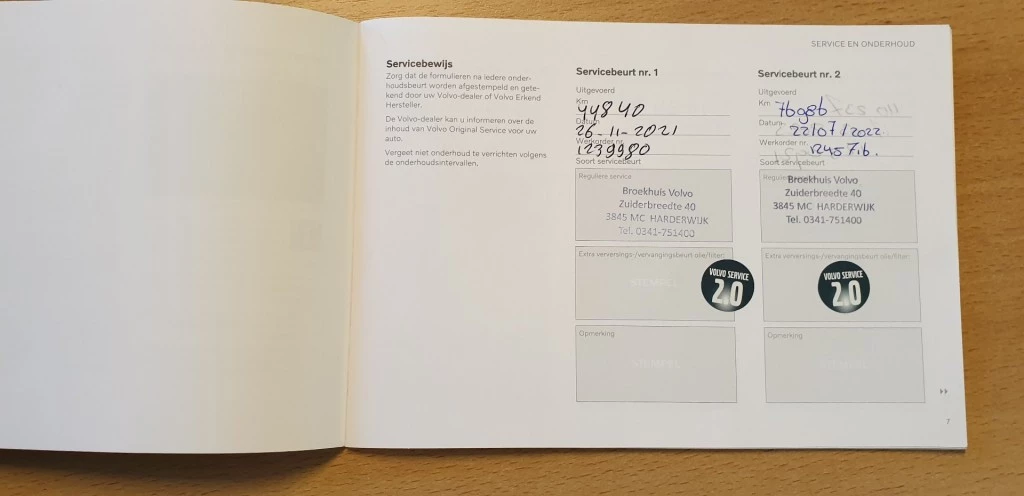 SERVICE EN ONDERHOUD
Servicebewijs
Zorg dat de formulieren na iedere onder-
houdsbeurt worden afgestempeld en gete-
kend door uw Volvo-dealer of Volvo Erkend
Hersteller.
De Volvo-dealer kan u informeren over de
inhoud van Volvo Original Service voor uw
auto.
Vergeet niet onderhoud te verrichten volgens
de onderhoudsintervallen.
Servicebeurt nr. 1
Uitgevoerd
Km 44840
Datum 26-11-2021
Werkorder nr. 1239980
Soort servicebeurt
Reguliere service
Broekhuis Volvo
Zuiderbreedte 40
3845 MC HARDERWIJK
Tel. 0341-751400
Extra verversings-/vervangingsbeurt olie/filter:
STEMPEL
VOLVO SERVICE
2.0
Opmerking
STEMPEL
Servicebeurt nr. 2
Uitgevoerd
Km
Datum 22/07/2022
Werkorder nr.
Soort servicebeurt
Reguliere
Broekhuis Volvo
Zuiderbreedte 40
3845 MC HARDERWIJK
Tel. 0341-751400
Extra verversings-/vervangingsbeurt olie/filter:
VOLVO SERVICE
2.0
Opmerking
STEMPEL
7